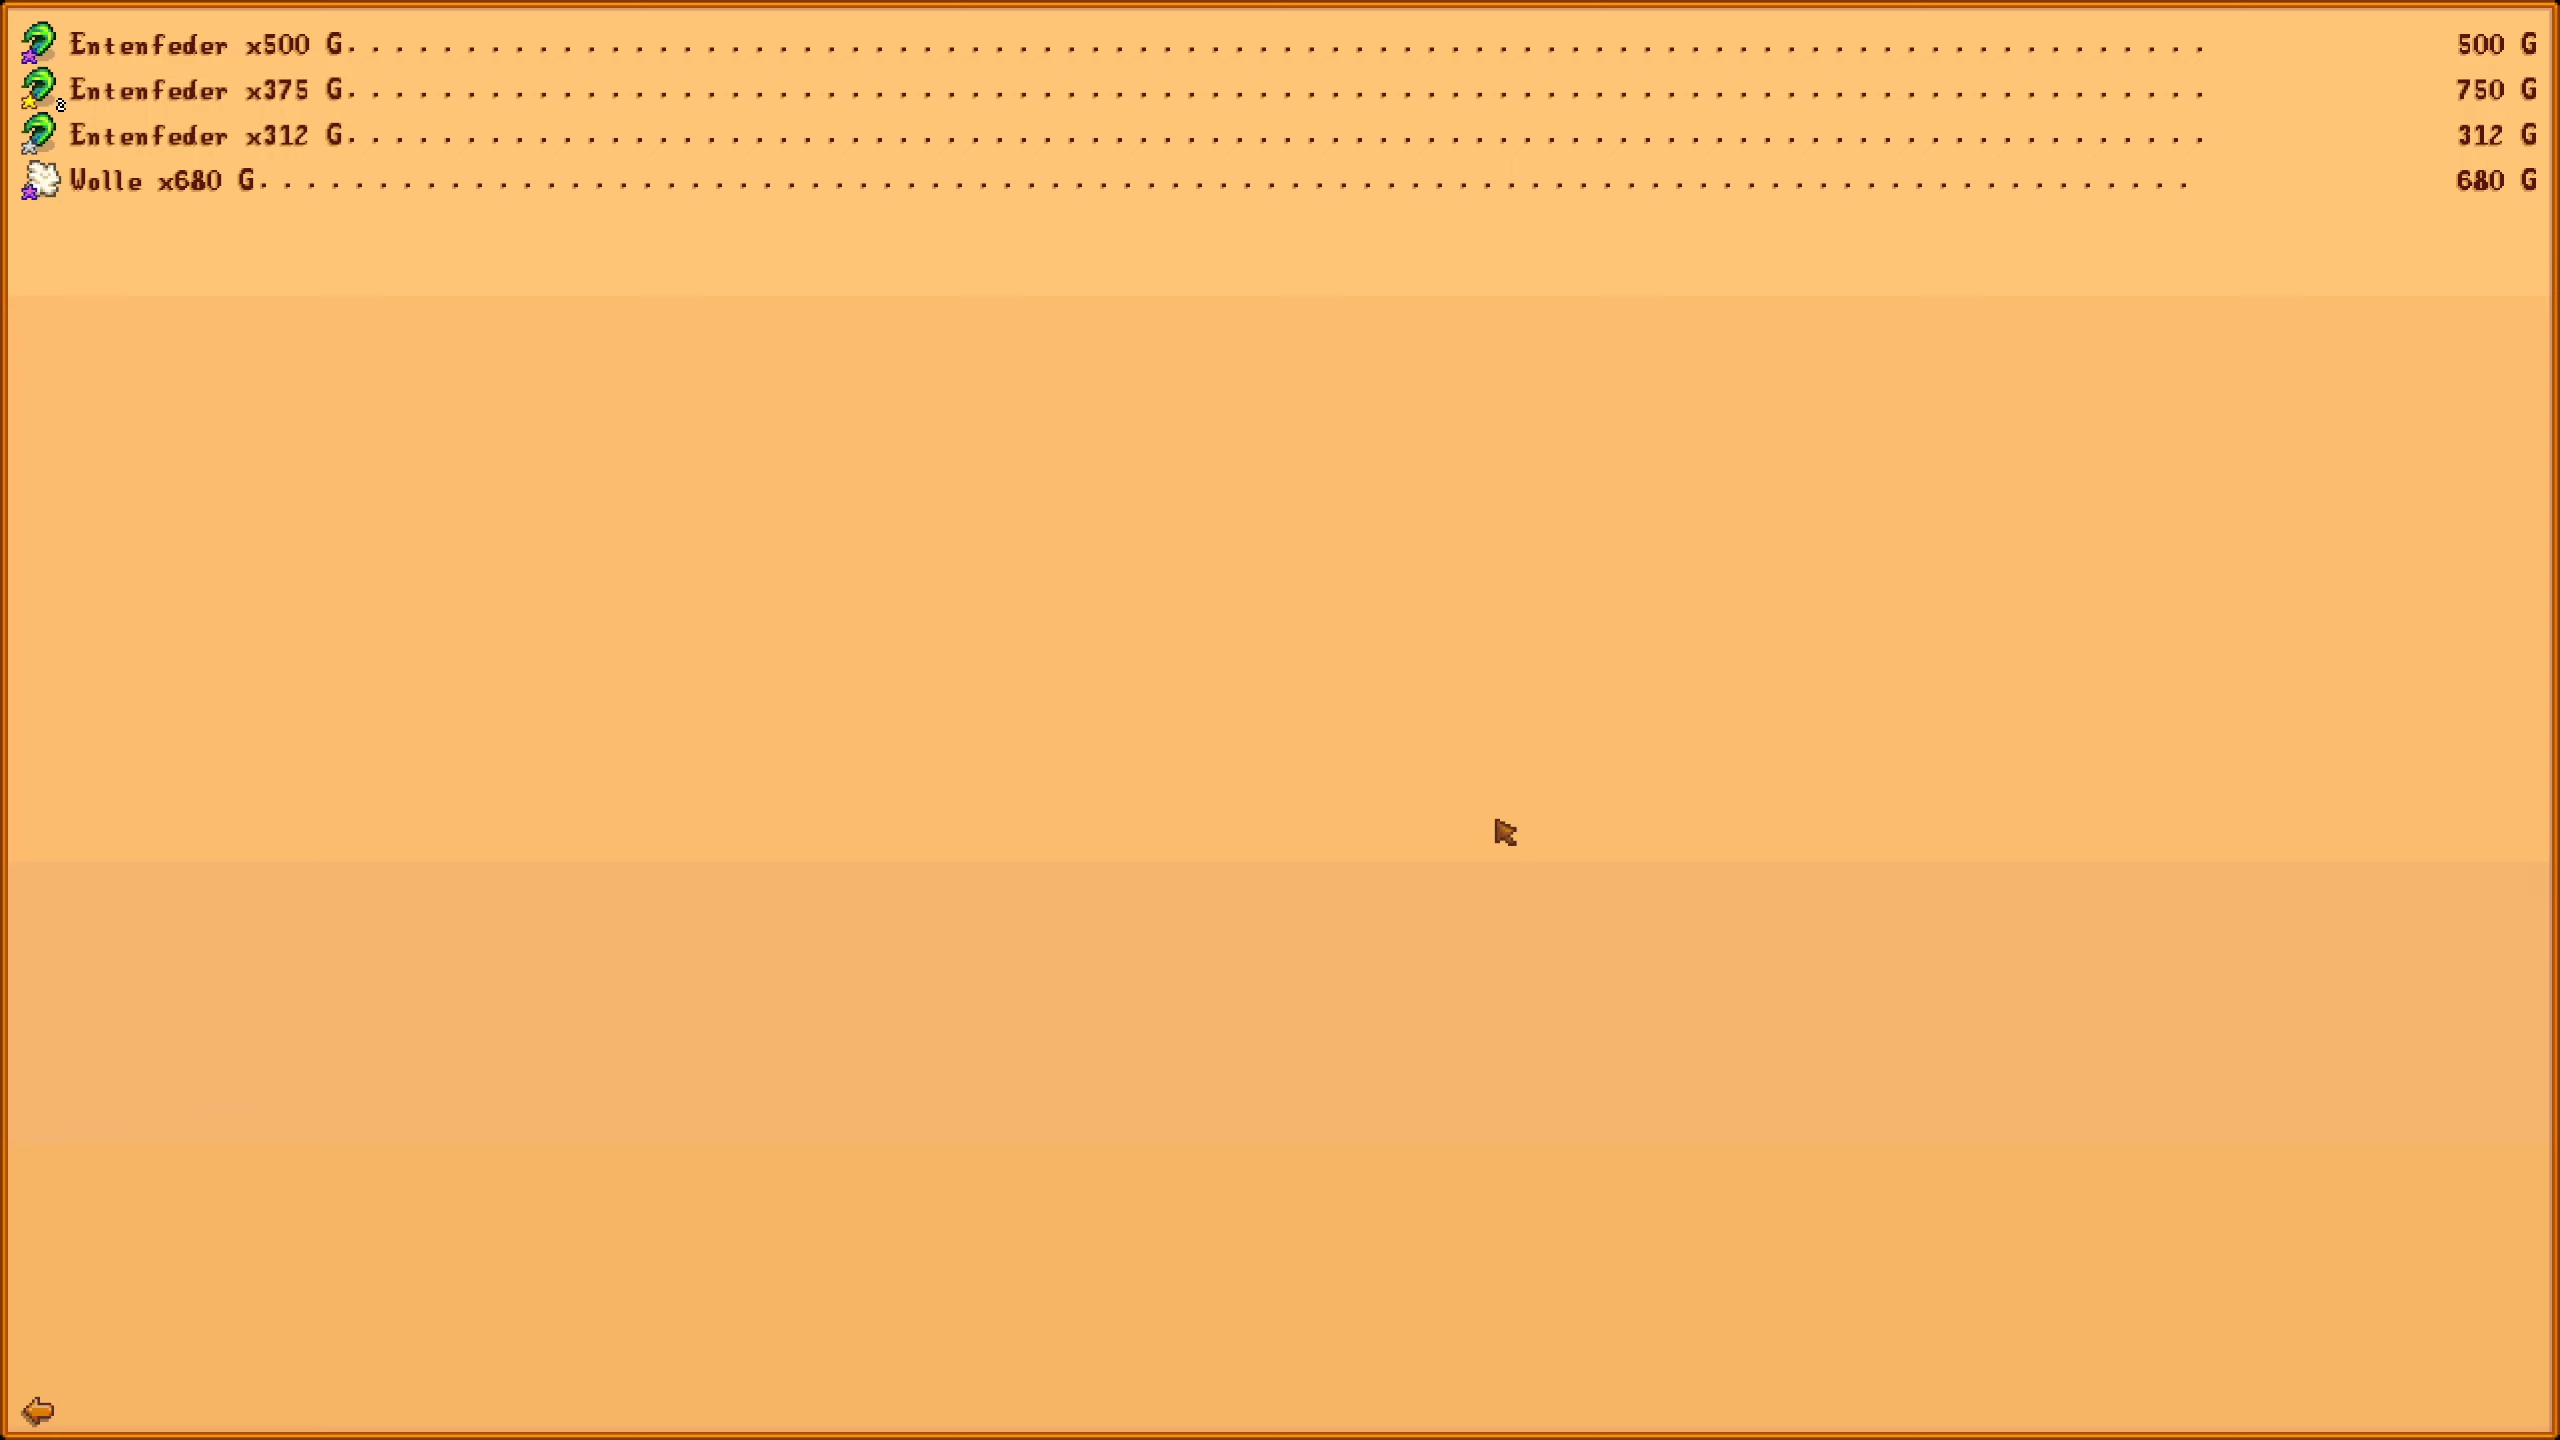 Entenfeder x500 G. . . . . . . . . . . . . . . . . . . . . . . . . . . . . . . . . . . . . . . . . . . . . . . . . . . . . . . . . . . . . . . . . . . . . . . . . . . . . . 500 G
Entenfeder x375 G. . . . . . . . . . . . . . . . . . . . . . . . . . . . . . . . . . . . . . . . . . . . . . . . . . . . . . . . . . . . . . . . . . . . . . . . . . . . . . 750 G
Entenfeder x312 G. . . . . . . . . . . . . . . . . . . . . . . . . . . . . . . . . . . . . . . . . . . . . . . . . . . . . . . . . . . . . . . . . . . . . . . . . . . . . . 312 G
Wolle x680 G. . . . . . . . . . . . . . . . . . . . . . . . . . . . . . . . . . . . . . . . . . . . . . . . . . . . . . . . . . . . . . . . . . . . . . . . . . . . . . . . . 680 G